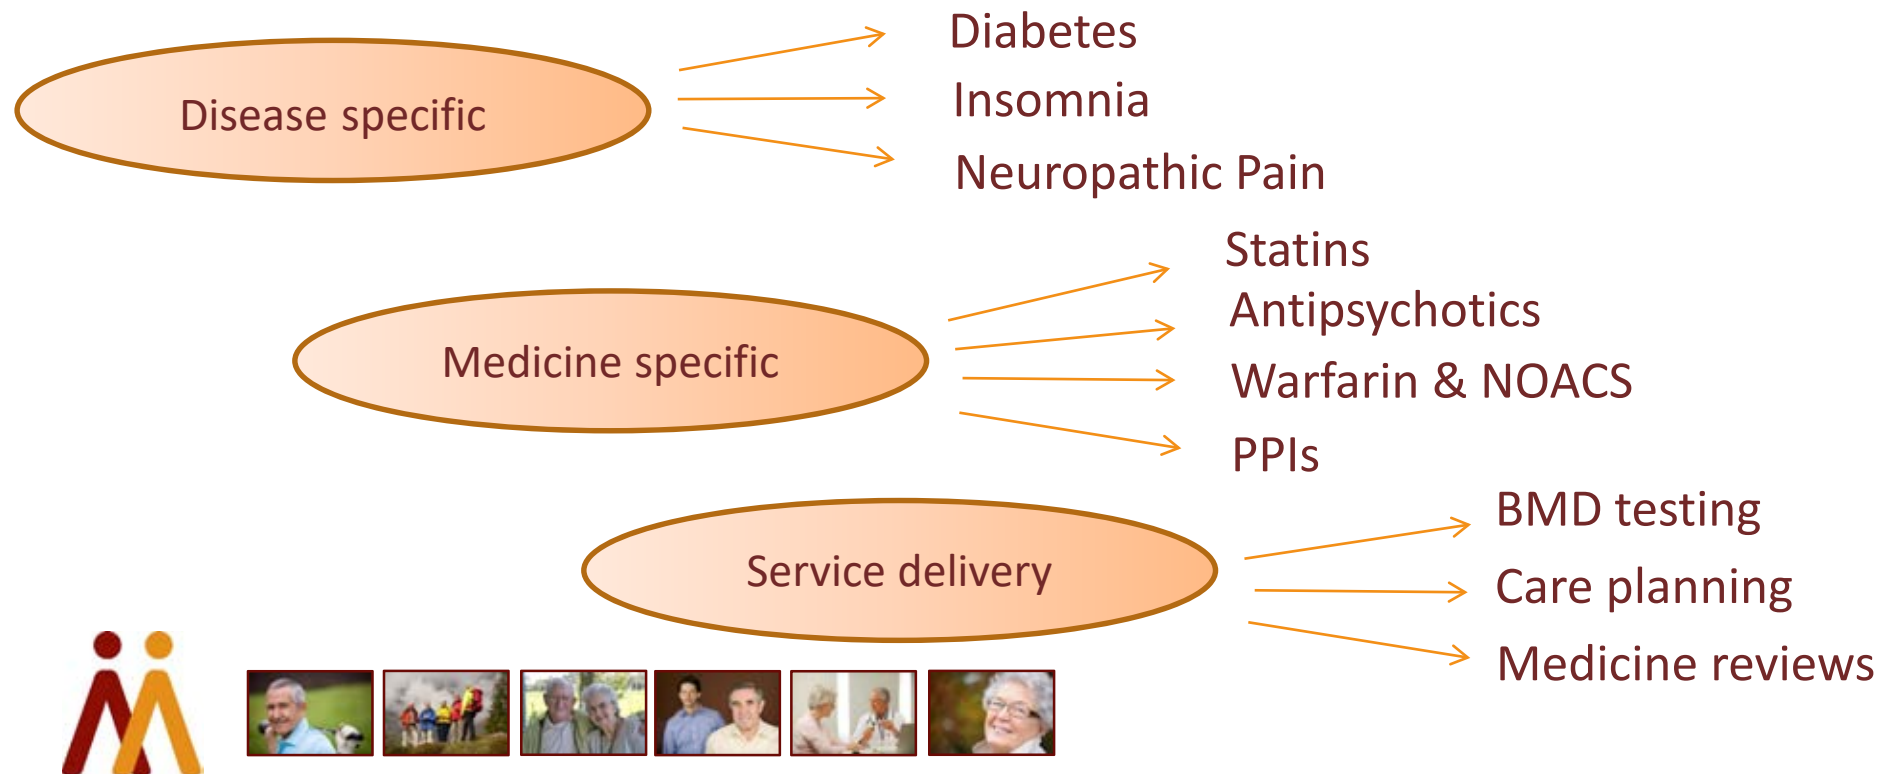 Disease specific
Diabetes
Insomnia
Neuropathic Pain
Medicine specific
Statins
Antipsychotics
Warfarin & NOACS
PPIs
Service delivery
BMD testing
Care planning
Medicine reviews